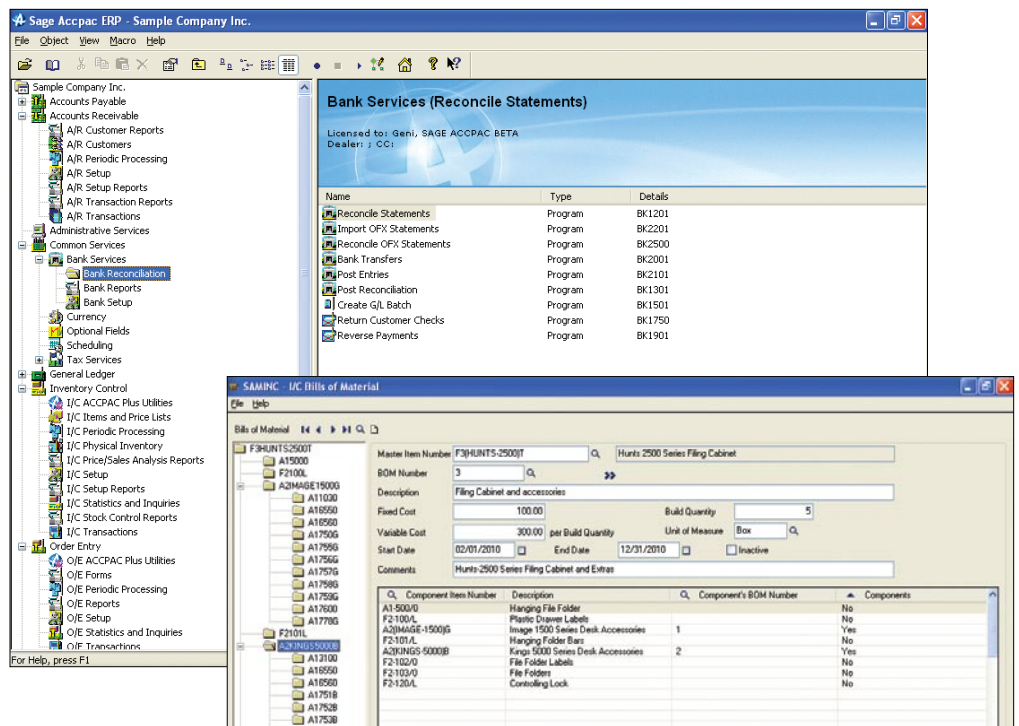 Sage Accpac ERP - Sample Company Inc.
File Object View Macro Help
Sample Company Inc.
Accounts Payable
Accounts Receivable
A/R Customer Reports
A/R Customers
A/R Periodic Processing
A/R Setup
A/R Setup Reports
A/R Transaction Reports
A/R Transactions
Administrative Services
Common Services
Bank Services
Bank Reconciliation
Bank Reports
Bank Setup
Currency
Optional Fields
Scheduling
Tax Services
General Ledger
Inventory Control
I/C ACCPAC Plus Utilities
I/C Items and Price Lists
I/C Periodic Processing
I/C Physical Inventory
I/C Price/Sales Analysis Reports
I/C Setup
I/C Setup Reports
I/C Statistics and Inquiries
I/C Stock Control Reports
I/C Transactions
Order Entry
O/E ACCPAC Plus Utilities
O/E Forms
O/E Periodic Processing
O/E Reports
O/E Setup
O/E Statistics and Inquiries
O/E Transactions
For Help, press F1
Bank Services (Reconcile Statements)
Licensed to: Geni, SAGE ACCPAC BETA
Dealer: ; CC:
Name Type Details
Reconcile Statements Program BK1201
Import OFX Statements Program BK2201
Reconcile OFX Statements Program BK2500
Bank Transfers Program BK2001
Post Entries Program BK2101
Post Reconciliation Program BK1301
Create G/L Batch Program BK1501
Return Customer Checks Program BK1750
Reverse Payments Program BK1901
SAMINC - I/C Bills of Material
File Help
Bills of Material
F3HUNTS2500T
A15000
F2100L
A2IMAGE1500G
A11030
A16550
A16560
A1750G
A1755G
A1756G
A1757G
A1758G
A1759G
A17600
A1778G
F2101L
A2KINGS5000B
A13100
A16550
A16560
A1751B
A1752B
A1753B
Master Item Number F3|HUNTS-2500|T Hunts 2500 Series Filing Cabinet
BOM Number 3
Description Filing Cabinet and accessories
Fixed Cost 100.00 Build Quantity 5
Variable Cost 300.00 per Build Quantity Unit of Measure Box
Start Date 02/01/2010 End Date 12/31/2010 Inactive
Comments Hunts-2500 Series Filing Cabinet and Extras
Component Item Number Description Component's BOM Number Components
A1-500/0 Hanging File Folder No
F2-100/L Plastic Drawer Labels No
A2|IMAGE-1500|G Image 1500 Series Desk Accessories 1 Yes
F2-101/L Hanging Folder Bars No
A2|KINGS-5000|B Kings 5000 Series Desk Accessories 2 Yes
F2-102/0 File Folder Labels No
F2-103/0 File Folders No
F2-120/L Controlling Lock No